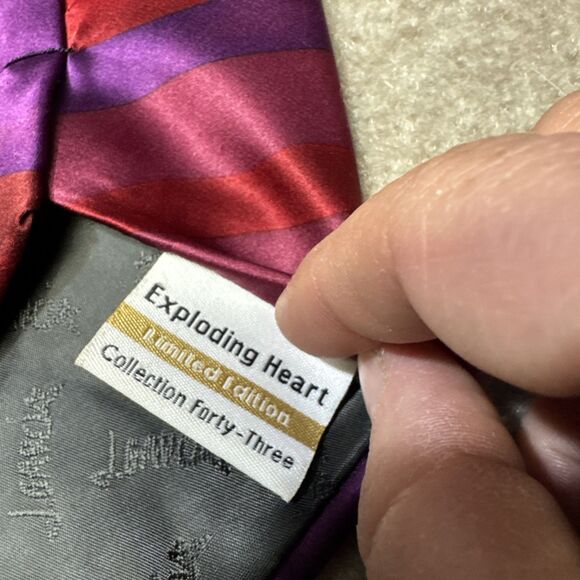 Exploding Heart
Limited Edition
Collection Forty-Three